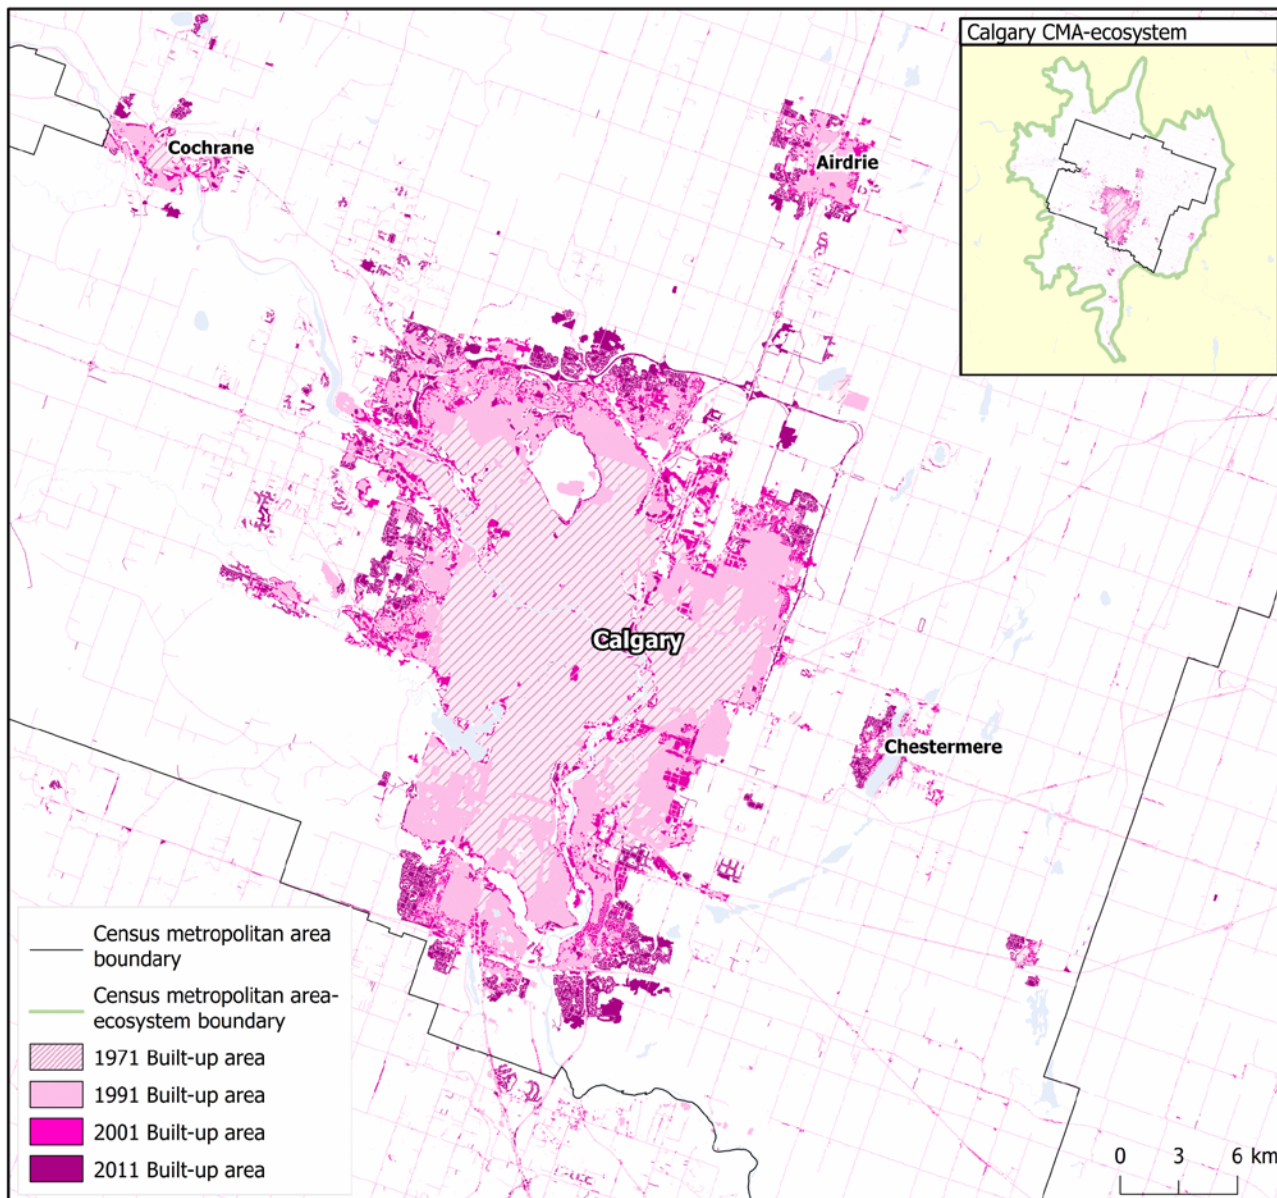 Calgary CMA-ecosystem
Cochrane
Airdrie
Calgary
Chestermere
Census metropolitan area
boundary
Census metropolitan area-
ecosystem boundary
1971 Built-up area
1991 Built-up area
2001 Built-up area
2011 Built-up area
0 3 6 km